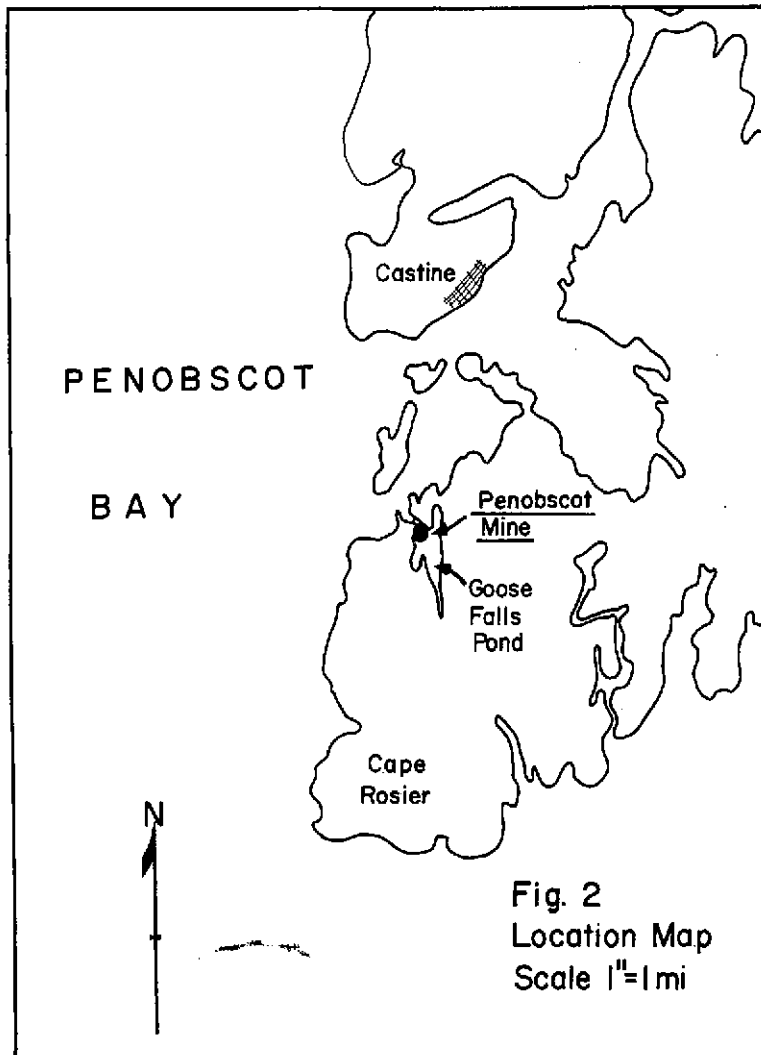 Castine
PENOBSCOT
BAY
Penobscot
Mine
Goose
Falls
Pond
Cape
Rosier
N
Fig. 2
Location Map
Scale 1"=1mi